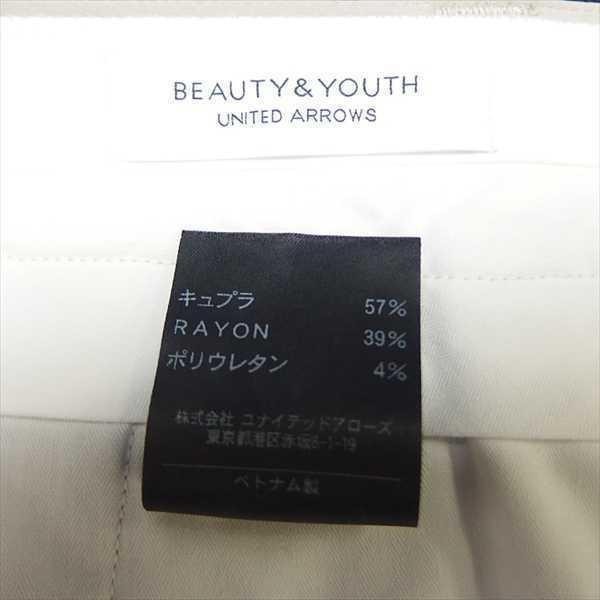 BEAUTY&YOUTH
UNITED ARROWS
キュプラ 57%
RAYON 39%
ポリウレタン 4%
株式会社 ユナイテッドアローズ
東京都港区赤坂8-1-19
ベトナム製